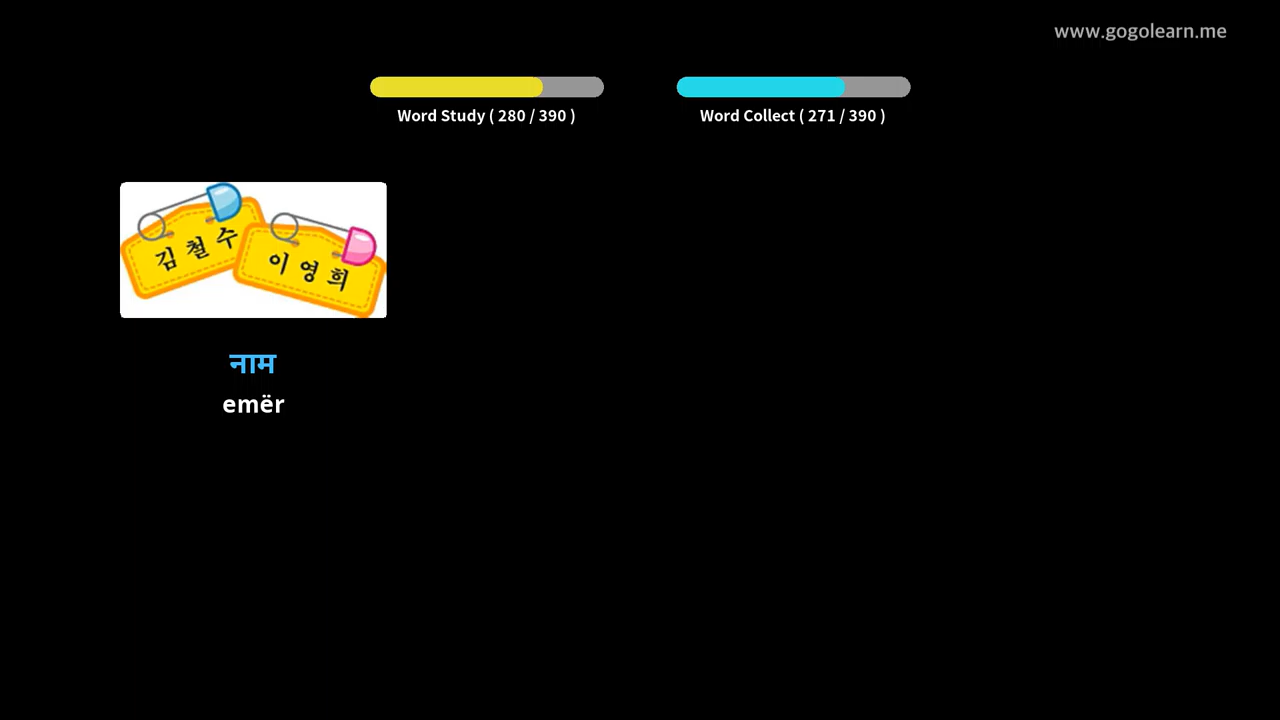 www.gogolearn.me
Word Study ( 280 / 390 )
Word Collect ( 271 / 390 )
김철수
이영희
नाम
emër